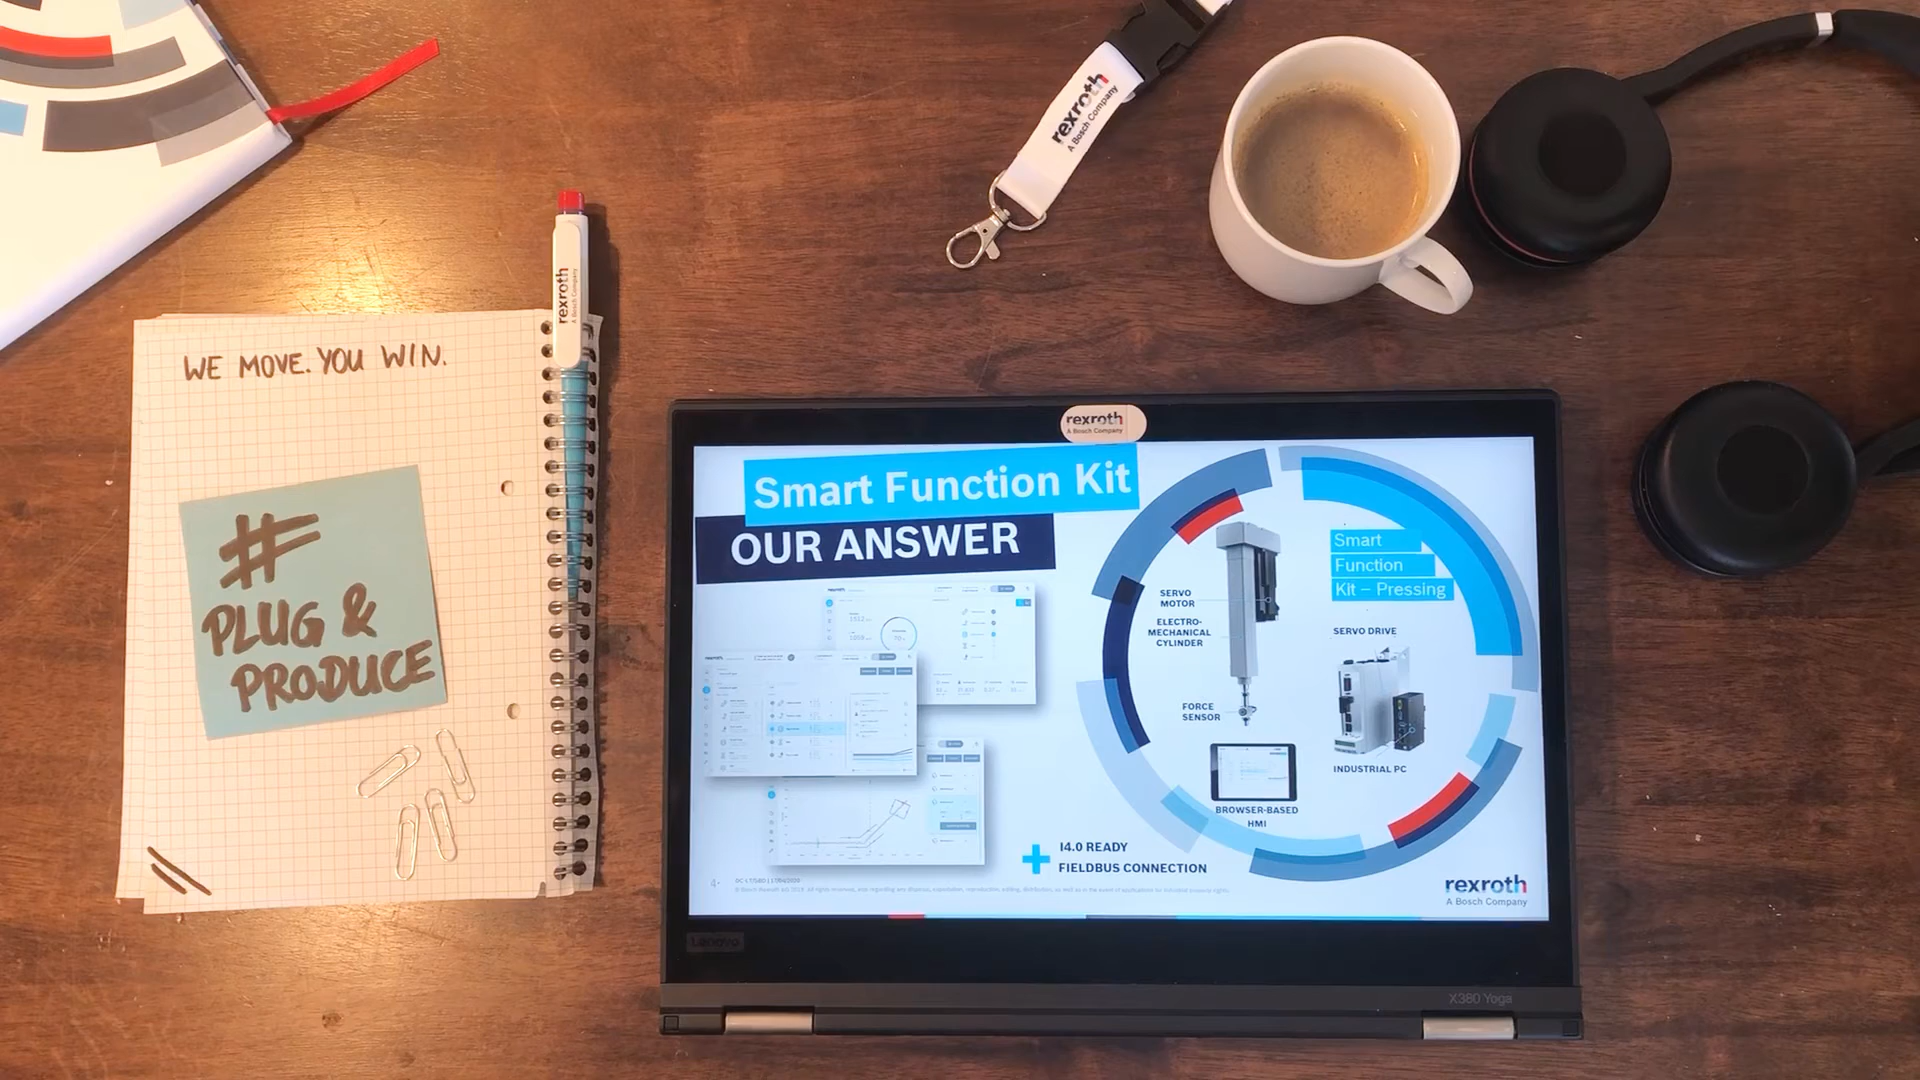 rexroth
A Bosch Company
rexroth
A Bosch Company
WE MOVE. YOU WIN.
#
PLUG &
PRODUCE
rexroth
A Bosch Company
Smart Function Kit
OUR ANSWER
Smart
Function
Kit – Pressing
SERVO
MOTOR
ELECTRO-
MECHANICAL
CYLINDER
SERVO DRIVE
FORCE
SENSOR
INDUSTRIAL PC
BROWSER-BASED
HMI
+ I4.0 READY
FIELDBUS CONNECTION
rexroth
A Bosch Company
Lenovo
X380 Yoga